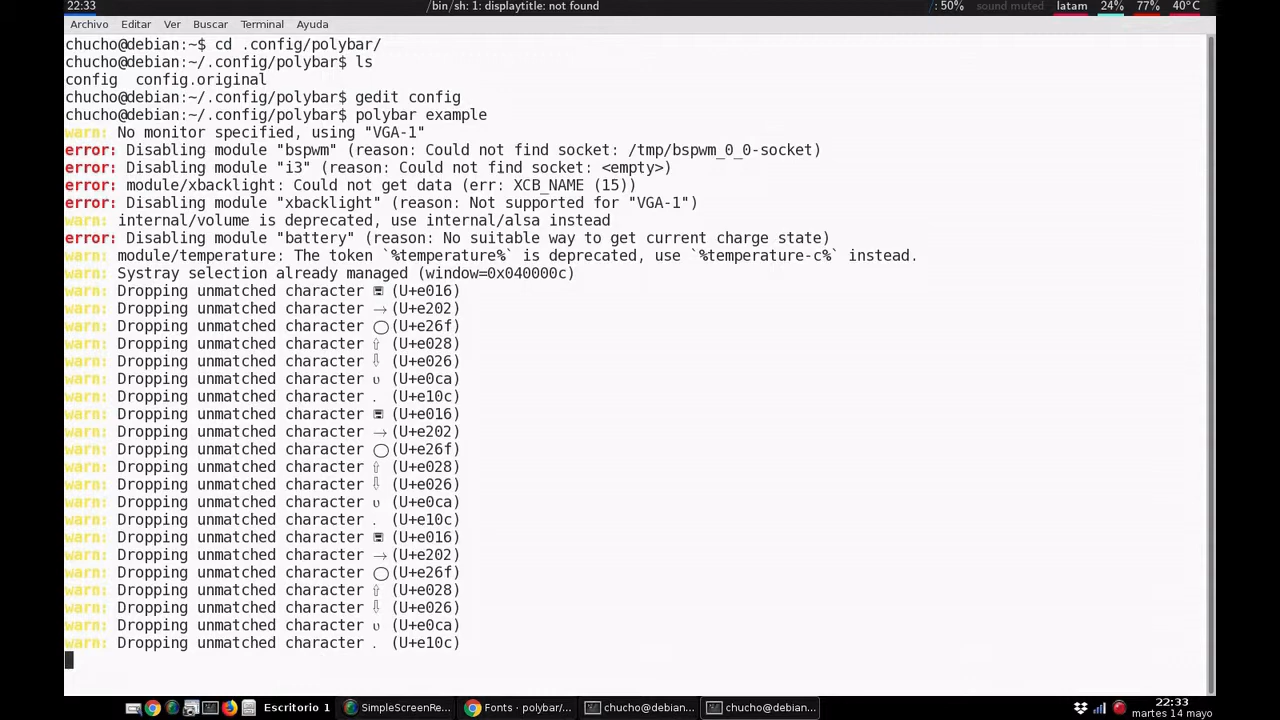 22:33 /bin/sh: 1: displaytitle: not found /: 50% sound muted latam 24% 77% 40°C
Archivo Editar Ver Buscar Terminal Ayuda
chucho@debian:~$ cd .config/polybar/
chucho@debian:~/.config/polybar$ ls
config  config.original
chucho@debian:~/.config/polybar$ gedit config
chucho@debian:~/.config/polybar$ polybar example
warn: No monitor specified, using "VGA-1"
error: Disabling module "bspwm" (reason: Could not find socket: /tmp/bspwm_0_0-socket)
error: Disabling module "i3" (reason: Could not find socket: <empty>)
error: module/xbacklight: Could not get data (err: XCB_NAME (15))
error: Disabling module "xbacklight" (reason: Not supported for "VGA-1")
warn: internal/volume is deprecated, use internal/alsa instead
error: Disabling module "battery" (reason: No suitable way to get current charge state)
warn: module/temperature: The token `%temperature%` is deprecated, use `%temperature-c%` instead.
warn: Systray selection already managed (window=0x040000c)
warn: Dropping unmatched character (U+e016)
warn: Dropping unmatched character → (U+e202)
warn: Dropping unmatched character ◯ (U+e26f)
warn: Dropping unmatched character ⇧ (U+e028)
warn: Dropping unmatched character ⇩ (U+e026)
warn: Dropping unmatched character υ (U+e0ca)
warn: Dropping unmatched character . (U+e10c)
warn: Dropping unmatched character (U+e016)
warn: Dropping unmatched character → (U+e202)
warn: Dropping unmatched character ◯ (U+e26f)
warn: Dropping unmatched character ⇧ (U+e028)
warn: Dropping unmatched character ⇩ (U+e026)
warn: Dropping unmatched character υ (U+e0ca)
warn: Dropping unmatched character . (U+e10c)
warn: Dropping unmatched character (U+e016)
warn: Dropping unmatched character → (U+e202)
warn: Dropping unmatched character ◯ (U+e26f)
warn: Dropping unmatched character ⇧ (U+e028)
warn: Dropping unmatched character ⇩ (U+e026)
warn: Dropping unmatched character υ (U+e0ca)
warn: Dropping unmatched character . (U+e10c)
Escritorio 1 SimpleScreenRe... Fonts · polybar/... chucho@debian... chucho@debian... 22:33
martes 14 mayo